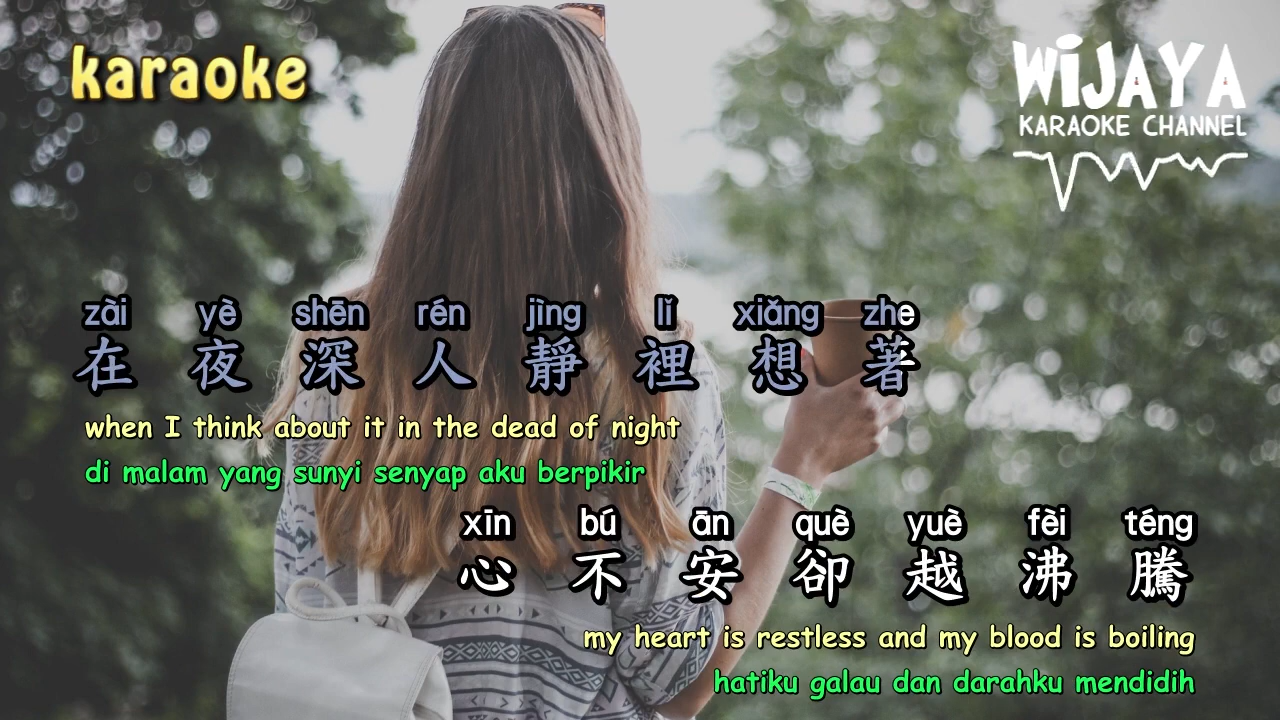 karaoke
WiJAYA
KARAOKE CHANNEL
zài yè shēn rén jìng lǐ xiǎng zhe
在夜深人靜裡想著
when I think about it in the dead of night
di malam yang sunyi senyap aku berpikir
xīn bú ān què yuè fèi téng
心不安卻越沸騰
my heart is restless and my blood is boiling
hatiku galau dan darahku mendidih